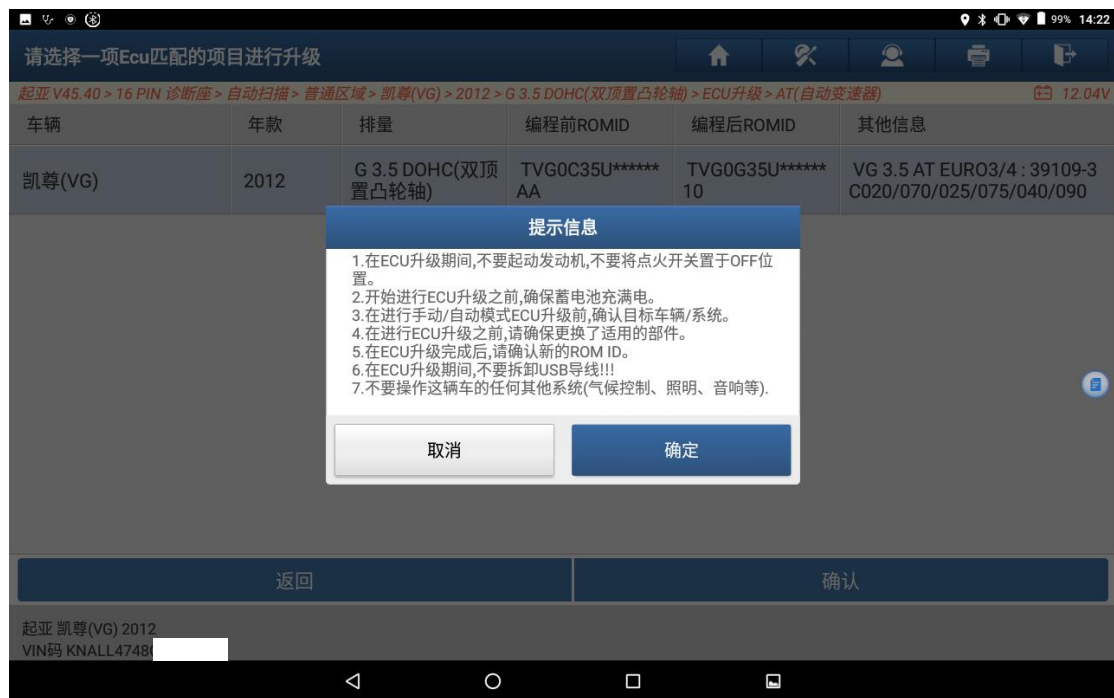 99% 14:22
请选择一项Ecu匹配的项目进行升级
起亚 V45.40 > 16 PIN 诊断座 > 自动扫描 > 普通区域 > 凯尊(VG) > 2012 > G 3.5 DOHC(双顶置凸轮轴) > ECU升级 > AT(自动变速器) 12.04V
车辆 年款 排量 编程前ROMID 编程后ROMID 其他信息
凯尊(VG) 2012 G 3.5 DOHC(双顶 TVG0C35U****** TVG0G35U****** VG 3.5 AT EURO3/4 : 39109-3
置凸轮轴) AA 10 C020/070/025/075/040/090
提示信息
1.在ECU升级期间,不要起动发动机,不要将点火开关置于OFF位
置。
2.开始进行ECU升级之前,确保蓄电池充满电。
3.在进行手动/自动模式ECU升级前,确认目标车辆/系统。
4.在进行ECU升级之前,请确保更换了适用的部件。
5.在ECU升级完成后,请确认新的ROM ID。
6.在ECU升级期间,不要拆卸USB导线!!!
7.不要操作这辆车的任何其他系统(气候控制、照明、音响等).
取消 确定
返回 确认
起亚 凯尊(VG) 2012
VIN码 KNALL4748